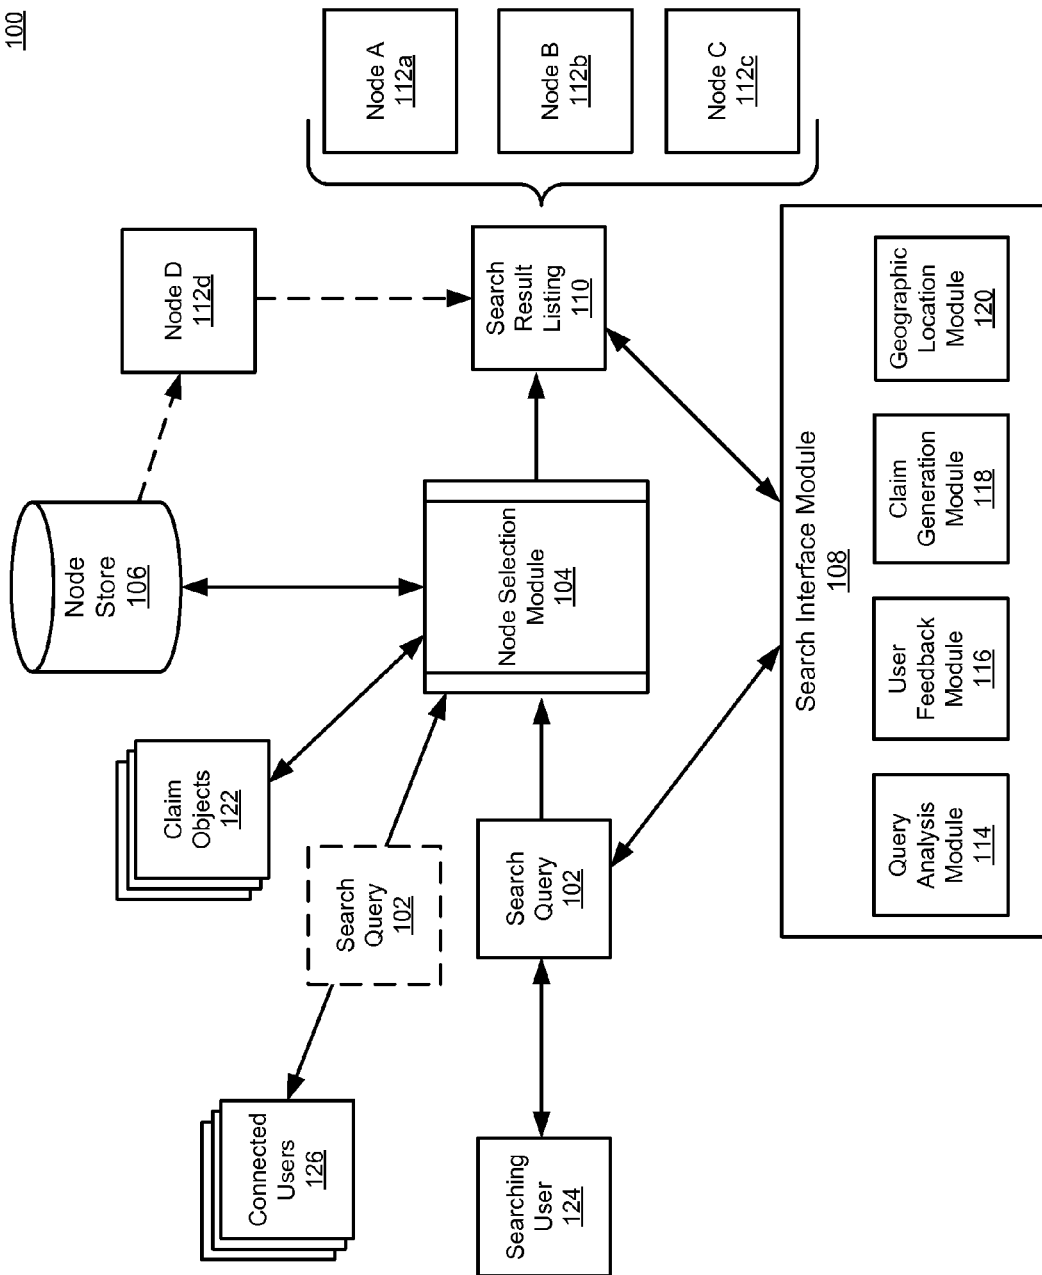 100
Node Store
106
Node D
112d
Node A
112a
Node B
112b
Node C
112c
Claim
Objects
122
Connected
Users
126
Search
Query
102
Searching
User
124
Search
Query
102
Node Selection
Module
104
Search
Result
Listing
110
Search Interface Module
108
Query
Analysis
Module
114
User
Feedback
Module
116
Claim
Generation
Module
118
Geographic
Location
Module
120